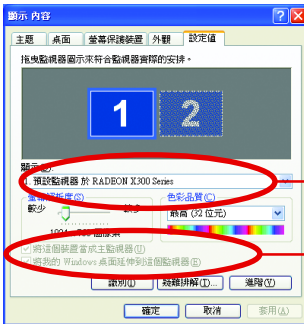 顯示 內容
主題 桌面 螢幕保護裝置 外觀 設定值
拖曳監視器圖示來符合監視器實際的安排。
1 2
顯示(D):
1. 預設監視器 於 RADEON X300 Series
螢幕解析度(S)
色彩品質(C)
較少 較多
最高 (32 位元)
將這個裝置當成主監視器(U)
將我的 Windows 桌面延伸到這個監視器(E)
識別(I) 疑難排解(T)... 進階(V)
確定 取消 套用(A)